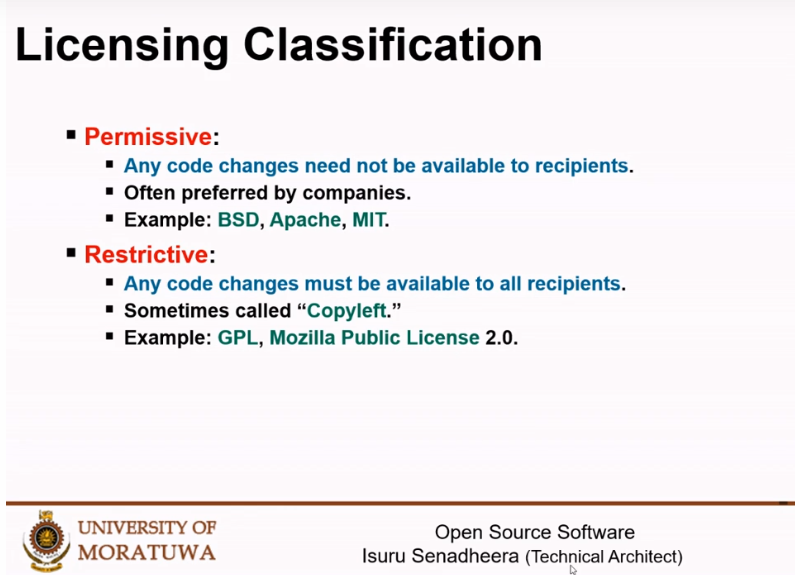 Licensing Classification
Permissive:
Any code changes need not be available to recipients.
Often preferred by companies.
Example: BSD, Apache, MIT.
Restrictive:
Any code changes must be available to all recipients.
Sometimes called “Copyleft.”
Example: GPL, Mozilla Public License 2.0.
UNIVERSITY OF
MORATUWA
Open Source Software
Isuru Senadheera (Technical Architect)